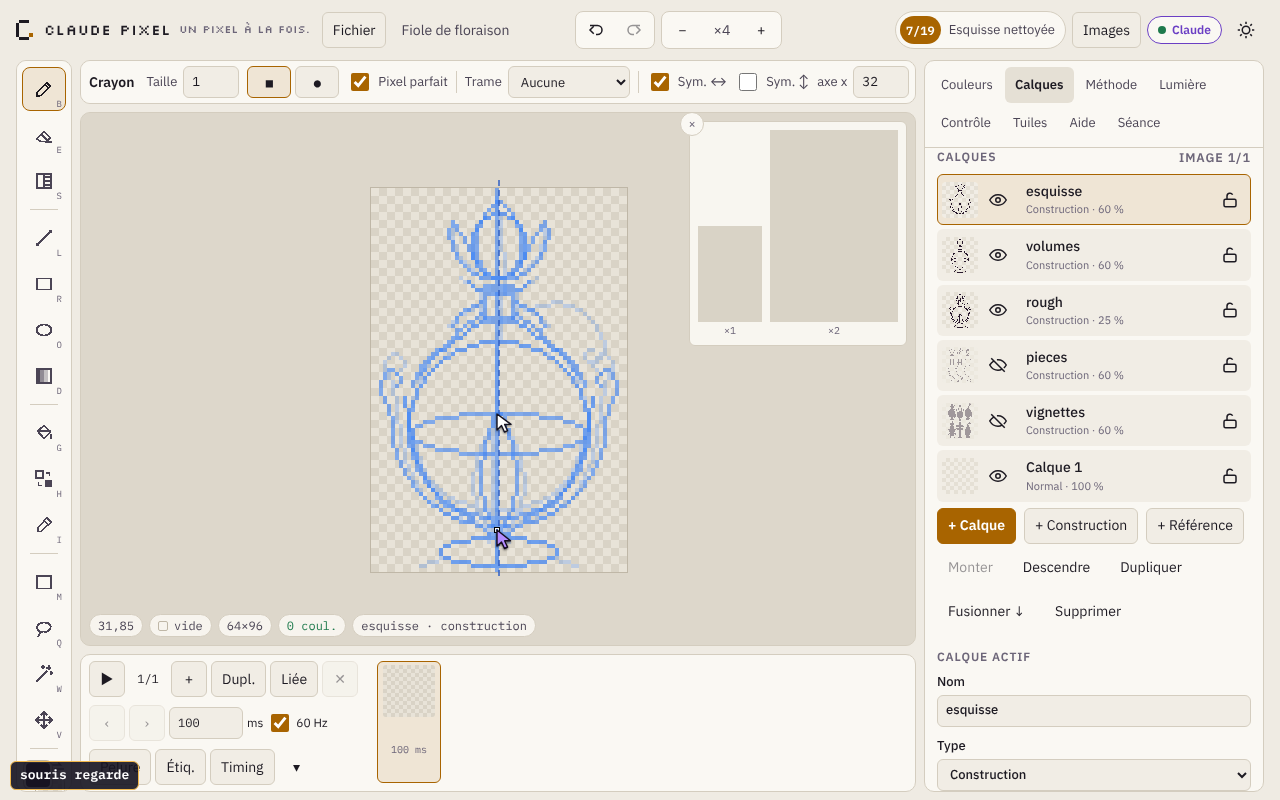 CLAUDE PIXEL UN PIXEL À LA FOIS. Fichier Fiole de floraison − ×4 + 7/19 Esquisse nettoyée Images Claude
Crayon Taille 1 Pixel parfait Trame Aucune Sym. ↔ Sym. ↕ axe x 32
B
E
S
L
R
O
D
G
H
I
M
Q
W
V
×
×1 ×2
31,85 vide 64×96 0 coul. esquisse · construction
1/1 + Dupl. Liée ×
‹ › 100 ms 60 Hz
Étiq. Timing ▼
100 ms
souris regarde
Couleurs Calques Méthode Lumière
Contrôle Tuiles Aide Séance
CALQUES IMAGE 1/1
esquisse
Construction · 60 %
volumes
Construction · 60 %
rough
Construction · 25 %
pieces
Construction · 60 %
vignettes
Construction · 60 %
Calque 1
Normal · 100 %
+ Calque + Construction + Référence
Monter Descendre Dupliquer
Fusionner ↓ Supprimer
CALQUE ACTIF
Nom
esquisse
Type
Construction